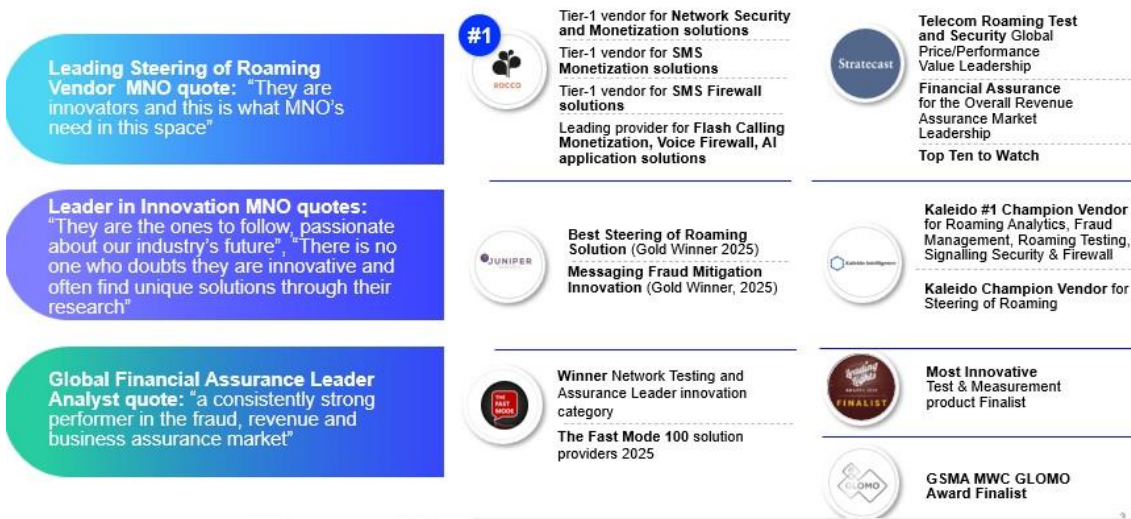 Leading Steering of Roaming
Vendor MNO quote: “They are
innovators and this is what MNO’s
need in this space”
Leader in Innovation MNO quotes:
“They are the ones to follow, passionate
about our industry’s future”, “There is no
one who doubts they are innovative and
often find unique solutions through their
research”
Global Financial Assurance Leader
Analyst quote: “a consistently strong
performer in the fraud, revenue and
business assurance market”
#1
ROCCO
Tier-1 vendor for Network Security
and Monetization solutions
Tier-1 vendor for SMS
Monetization solutions
Tier-1 vendor for SMS Firewall
solutions
Leading provider for Flash Calling
Monetization, Voice Firewall, AI
application solutions
JUNIPER
Best Steering of Roaming
Solution (Gold Winner 2025)
Messaging Fraud Mitigation
Innovation (Gold Winner, 2025)
THE
FAST
MODE
Winner Network Testing and
Assurance Leader innovation
category
The Fast Mode 100 solution
providers 2025
Stratecast
Telecom Roaming Test
and Security Global
Price/Performance
Value Leadership
Financial Assurance
for the Overall Revenue
Assurance Market
Leadership
Top Ten to Watch
Kaleido Intelligence
Kaleido #1 Champion Vendor
for Roaming Analytics, Fraud
Management, Roaming Testing,
Signalling Security & Firewall
Kaleido Champion Vendor for
Steering of Roaming
Leading
Lights
FINALIST
Most Innovative
Test & Measurement
product Finalist
GLOMO
GSMA MWC GLOMO
Award Finalist